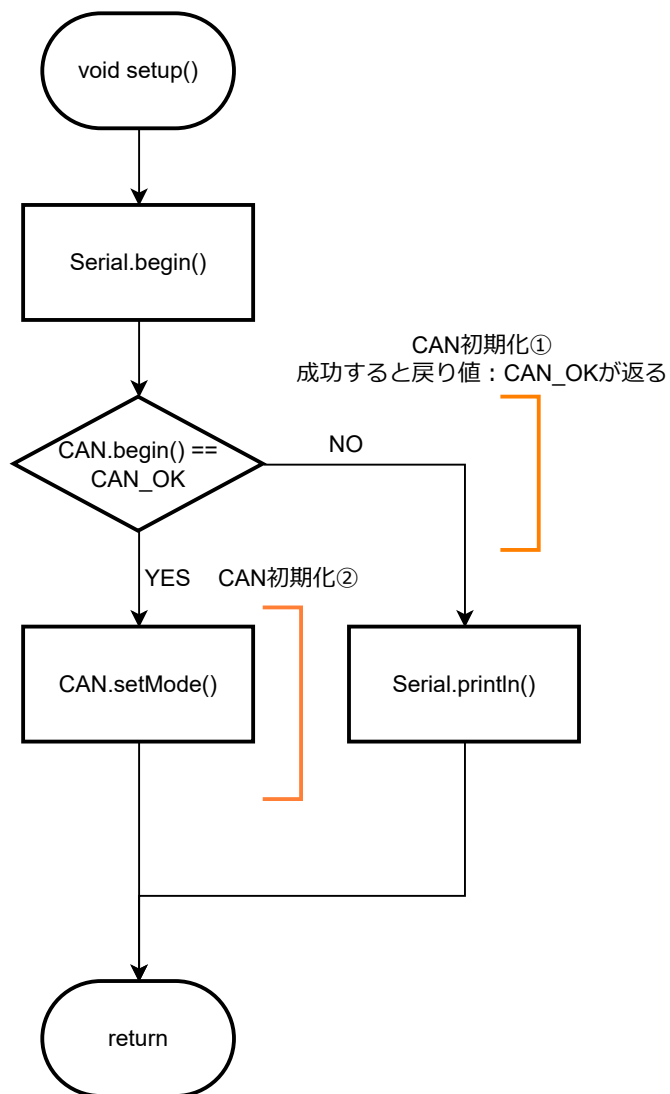 void setup()
Serial.begin()
CAN初期化①
成功すると戻り値：CAN_OKが返る
CAN.begin() ==
CAN_OK
NO
YES
CAN初期化②
CAN.setMode()
Serial.println()
return